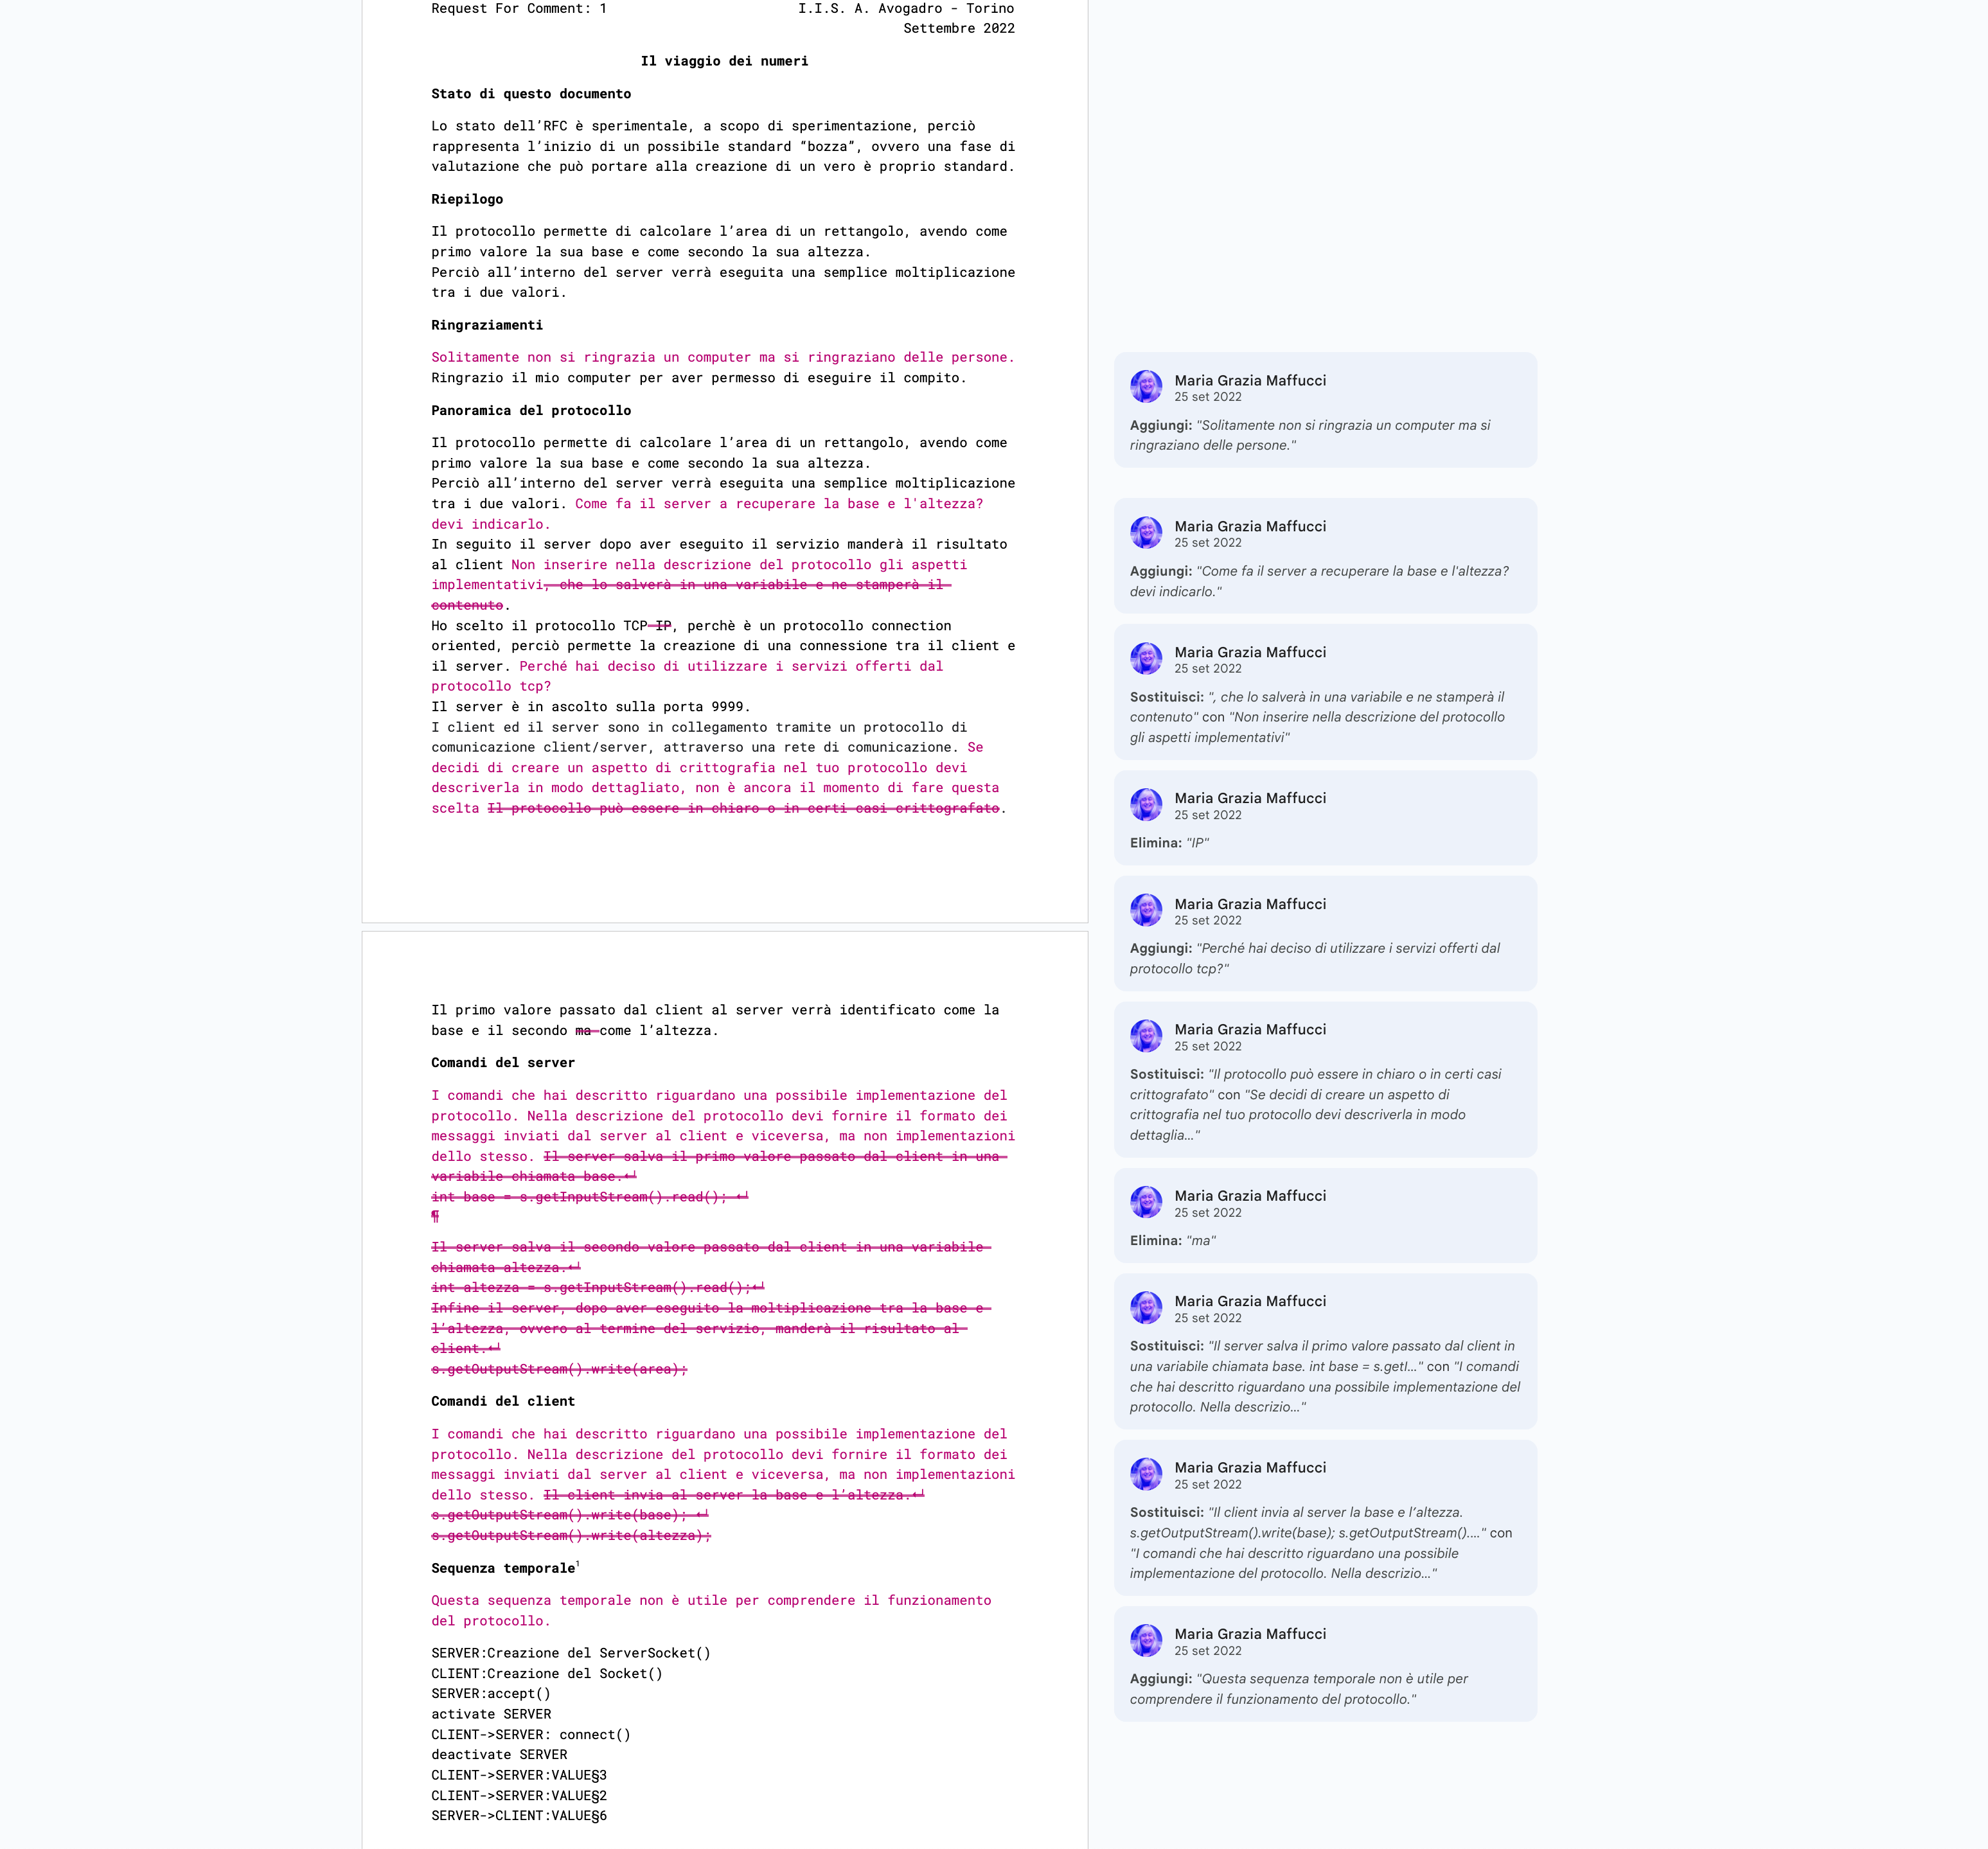 Request For Comment: 1 I.I.S. A. Avogadro - Torino
Settembre 2022
Il viaggio dei numeri
Stato di questo documento
Lo stato dell’RFC è sperimentale, a scopo di sperimentazione, perciò
rappresenta l’inizio di un possibile standard “bozza”, ovvero una fase di
valutazione che può portare alla creazione di un vero è proprio standard.
Riepilogo
Il protocollo permette di calcolare l’area di un rettangolo, avendo come
primo valore la sua base e come secondo la sua altezza.
Perciò all’interno del server verrà eseguita una semplice moltiplicazione
tra i due valori.
Ringraziamenti
Solitamente non si ringrazia un computer ma si ringraziano delle persone.
Ringrazio il mio computer per aver permesso di eseguire il compito.
Panoramica del protocollo
Il protocollo permette di calcolare l’area di un rettangolo, avendo come
primo valore la sua base e come secondo la sua altezza.
Perciò all’interno del server verrà eseguita una semplice moltiplicazione
tra i due valori. Come fa il server a recuperare la base e l'altezza?
devi indicarlo.
In seguito il server dopo aver eseguito il servizio manderà il risultato
al client Non inserire nella descrizione del protocollo gli aspetti
implementativi, che lo salverà in una variabile e ne stamperà il
contenuto.
Ho scelto il protocollo TCP IP, perchè è un protocollo connection
oriented, perciò permette la creazione di una connessione tra il client e
il server. Perché hai deciso di utilizzare i servizi offerti dal
protocollo tcp?
Il server è in ascolto sulla porta 9999.
I client ed il server sono in collegamento tramite un protocollo di
comunicazione client/server, attraverso una rete di comunicazione. Se
decidi di creare un aspetto di crittografia nel tuo protocollo devi
descriverla in modo dettagliato, non è ancora il momento di fare questa
scelta Il protocollo può essere in chiaro o in certi casi crittografato.
Il primo valore passato dal client al server verrà identificato come la
base e il secondo ma come l’altezza.
Comandi del server
I comandi che hai descritto riguardano una possibile implementazione del
protocollo. Nella descrizione del protocollo devi fornire il formato dei
messaggi inviati dal server al client e viceversa, ma non implementazioni
dello stesso. Il server salva il primo valore passato dal client in una
variabile chiamata base.↵
int base = s.getInputStream().read(); ↵
¶
Il server salva il secondo valore passato dal client in una variabile
chiamata altezza.↵
int altezza = s.getInputStream().read();↵
Infine il server, dopo aver eseguito la moltiplicazione tra la base e
l’altezza, ovvero al termine del servizio, manderà il risultato al
client.↵
s.getOutputStream().write(area);
Comandi del client
I comandi che hai descritto riguardano una possibile implementazione del
protocollo. Nella descrizione del protocollo devi fornire il formato dei
messaggi inviati dal server al client e viceversa, ma non implementazioni
dello stesso. Il client invia al server la base e l’altezza.↵
s.getOutputStream().write(base); ↵
s.getOutputStream().write(altezza);
Sequenza temporale¹
Questa sequenza temporale non è utile per comprendere il funzionamento
del protocollo.
SERVER:Creazione del ServerSocket()
CLIENT:Creazione del Socket()
SERVER:accept()
activate SERVER
CLIENT->SERVER: connect()
deactivate SERVER
CLIENT->SERVER:VALUE§3
CLIENT->SERVER:VALUE§2
SERVER->CLIENT:VALUE§6
Maria Grazia Maffucci
25 set 2022
Aggiungi: "Solitamente non si ringrazia un computer ma si
ringraziano delle persone."
Maria Grazia Maffucci
25 set 2022
Aggiungi: "Come fa il server a recuperare la base e l'altezza?
devi indicarlo."
Maria Grazia Maffucci
25 set 2022
Sostituisci: ", che lo salverà in una variabile e ne stamperà il
contenuto" con "Non inserire nella descrizione del protocollo
gli aspetti implementativi"
Maria Grazia Maffucci
25 set 2022
Elimina: "IP"
Maria Grazia Maffucci
25 set 2022
Aggiungi: "Perché hai deciso di utilizzare i servizi offerti dal
protocollo tcp?"
Maria Grazia Maffucci
25 set 2022
Sostituisci: "Il protocollo può essere in chiaro o in certi casi
crittografato" con "Se decidi di creare un aspetto di
crittografia nel tuo protocollo devi descriverla in modo
dettaglia..."
Maria Grazia Maffucci
25 set 2022
Elimina: "ma"
Maria Grazia Maffucci
25 set 2022
Sostituisci: "Il server salva il primo valore passato dal client in
una variabile chiamata base. int base = s.getI..." con "I comandi
che hai descritto riguardano una possibile implementazione del
protocollo. Nella descrizio..."
Maria Grazia Maffucci
25 set 2022
Sostituisci: "Il client invia al server la base e l’altezza.
s.getOutputStream().write(base); s.getOutputStream()...." con
"I comandi che hai descritto riguardano una possibile
implementazione del protocollo. Nella descrizio..."
Maria Grazia Maffucci
25 set 2022
Aggiungi: "Questa sequenza temporale non è utile per
comprendere il funzionamento del protocollo."